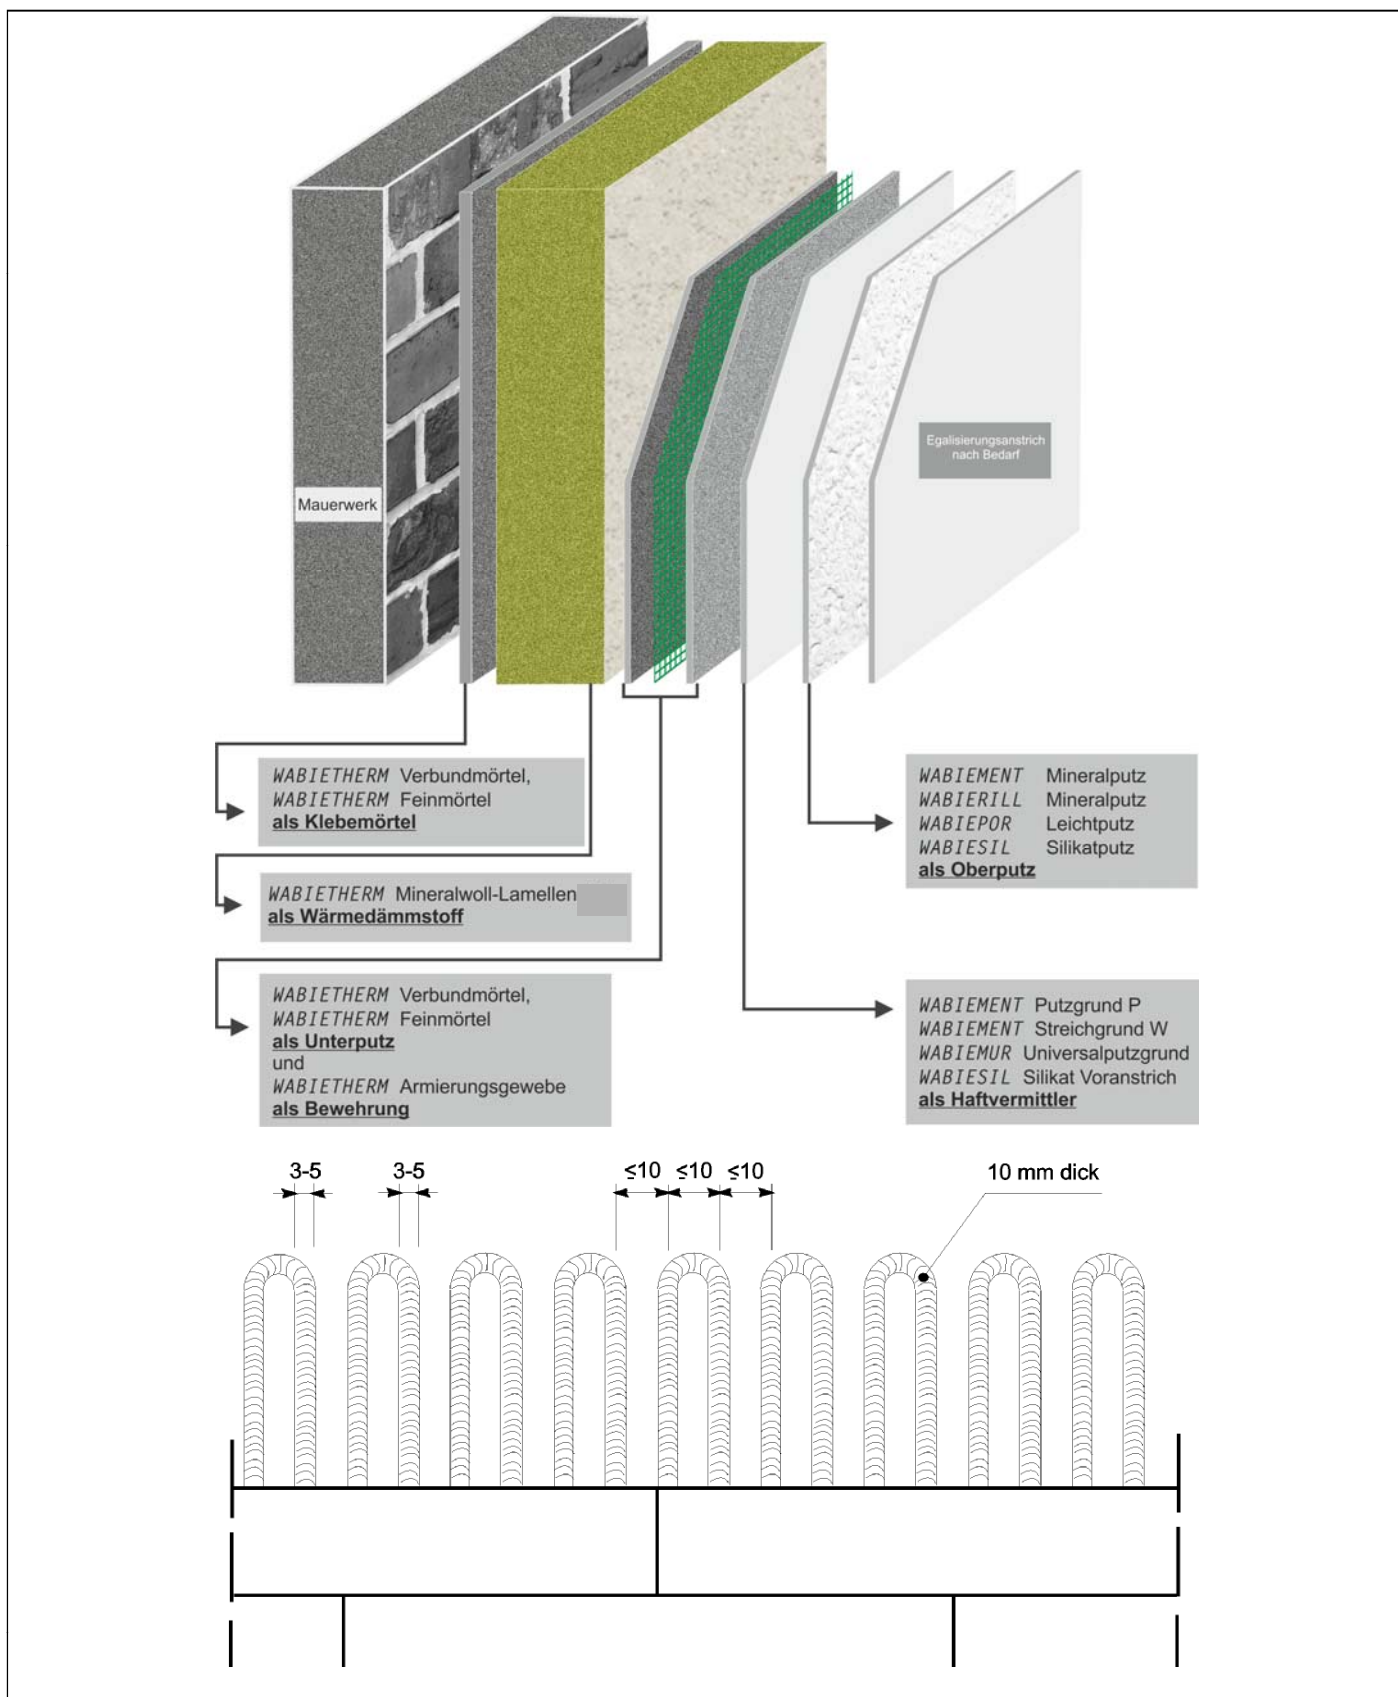 Egalisierungsanstrich
nach Bedarf
Mauerwerk
WABIETHERM Verbundmörtel,
WABIETHERM Feinmörtel
als Klebemörtel
WABIETHERM Mineralwoll-Lamellen
als Wärmedämmstoff
WABIETHERM Verbundmörtel,
WABIETHERM Feinmörtel
als Unterputz
und
WABIETHERM Armierungsgewebe
als Bewehrung
WABIEMENT Mineralputz
WABIERILL Mineralputz
WABIEPOR Leichtputz
WABIESIL Silikatputz
als Oberputz
WABIEMENT Putzgrund P
WABIEMENT Streichgrund W
WABIEMUR Universalputzgrund
WABIESIL Silikat Voranstrich
als Haftvermittler
3-5 3-5 ≤10 ≤10 ≤10 10 mm dick